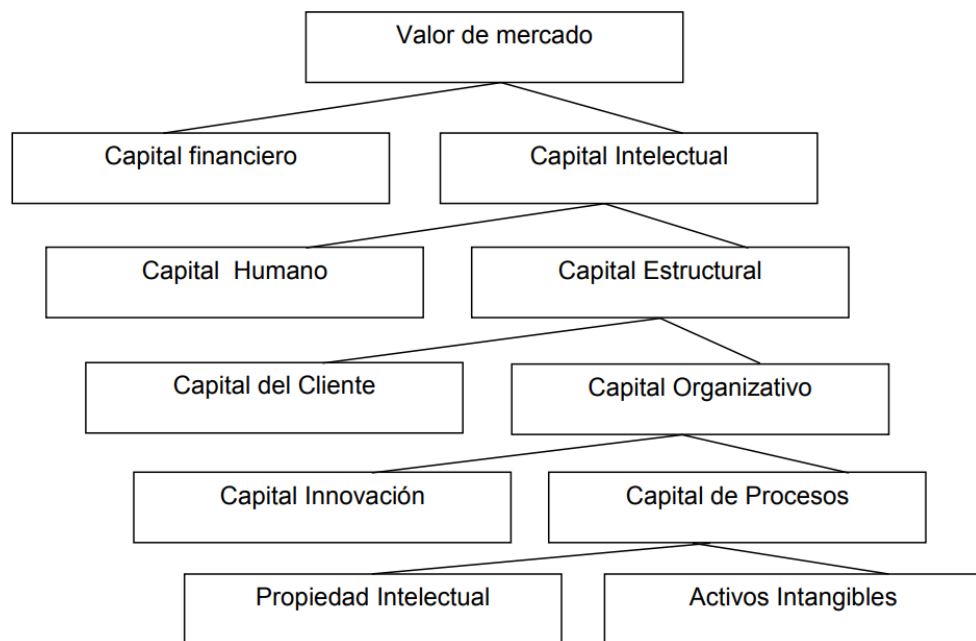 Valor de mercado
Capital financiero
Capital Intelectual
Capital Humano
Capital Estructural
Capital del Cliente
Capital Organizativo
Capital Innovación
Capital de Procesos
Propiedad Intelectual
Activos Intangibles